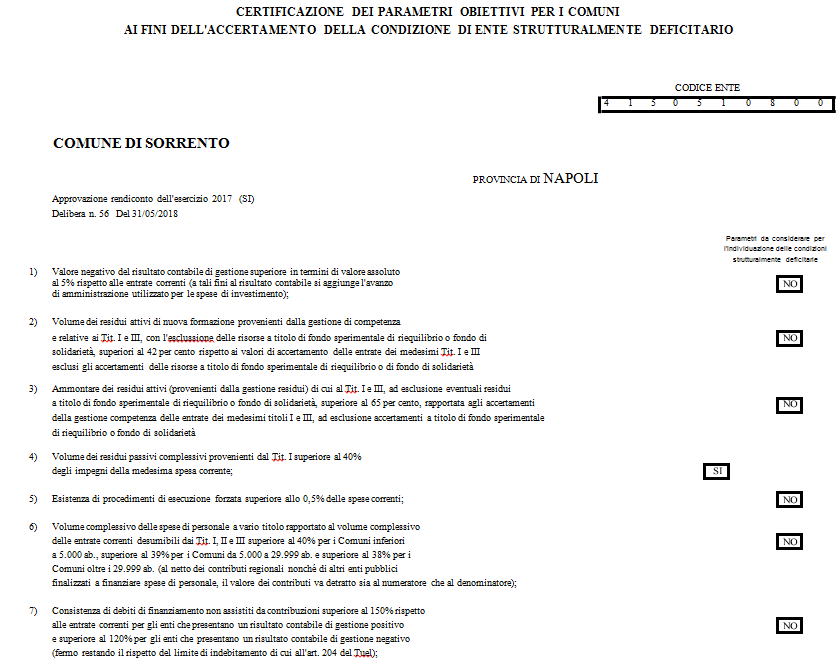 CERTIFICAZIONE DEI PARAMETRI OBIETTIVI PER I COMUNI
AI FINI DELL'ACCERTAMENTO DELLA CONDIZIONE DI ENTE STRUTTURALMENTE DEFICITARIO
CODICE ENTE
4 1 5 0 5 1 0 8 0 0
COMUNE DI SORRENTO
PROVINCIA DI NAPOLI
Approvazione rendiconto dell'esercizio 2017 (SI)
Delibera n. 56 Del 31/05/2018
Parametri da considerare per
l'individuazione delle condizioni
strutturalmente deficitarie
1) Valore negativo del risultato contabile di gestione superiore in termini di valore assoluto
al 5% rispetto alle entrate correnti (a tali fini al risultato contabile si aggiunge l'avanzo
di amministrazione utilizzato per le spese di investimento);
NO
2) Volume dei residui attivi di nuova formazione provenienti dalla gestione di competenza
e relative ai Tit. I e III, con l'esclussione delle risorse a titolo di fondo sperimentale di riequilibrio o fondo di
solidarietà, superiori al 42 per cento rispetto ai valori di accertamento delle entrate dei medesimi Tit. I e III
esclusi gli accertamenti delle risorse a titolo di fondo sperimentale di riequilibrio o di fondo di solidarietà
NO
3) Ammontare dei residui attivi (provenienti dalla gestione residui) di cui al Tit. I e III, ad esclusione eventuali residui
a titolo di fondo sperimentale di riequilibrio o fondo di solidarietà, superiore al 65 per cento, rapportata agli accertamenti
della gestione competenza delle entrate dei medesimi titoli I e III, ad esclusione accertamenti a titolo di fondo sperimentale
di riequilibrio o fondo di solidarietà
NO
4) Volume dei residui passivi complessivi provenienti dal Tit. I superiore al 40%
degli impegni della medesima spesa corrente;
SI
5) Esistenza di procedimenti di esecuzione forzata superiore allo 0,5% delle spese correnti;
NO
6) Volume complessivo delle spese di personale a vario titolo rapportato al volume complessivo
delle entrate correnti desumibili dai Tit. I, II e III superiore al 40% per i Comuni inferiori
a 5.000 ab., superiore al 39% per i Comuni da 5.000 a 29.999 ab. e superiore al 38% per i
Comuni oltre i 29.999 ab. (al netto dei contributi regionali nonché di altri enti pubblici
finalizzati a finanziare spese di personale, il valore dei contributi va detratto sia al numeratore che al denominatore);
NO
7) Consistenza di debiti di finanziamento non assistiti da contribuzioni superiore al 150% rispetto
alle entrate correnti per gli enti che presentano un risultato contabile di gestione positivo
e superiore al 120% per gli enti che presentano un risultato contabile di gestione negativo
(fermo restando il rispetto del limite di indebitamento di cui all'art. 204 del Tuel);
NO